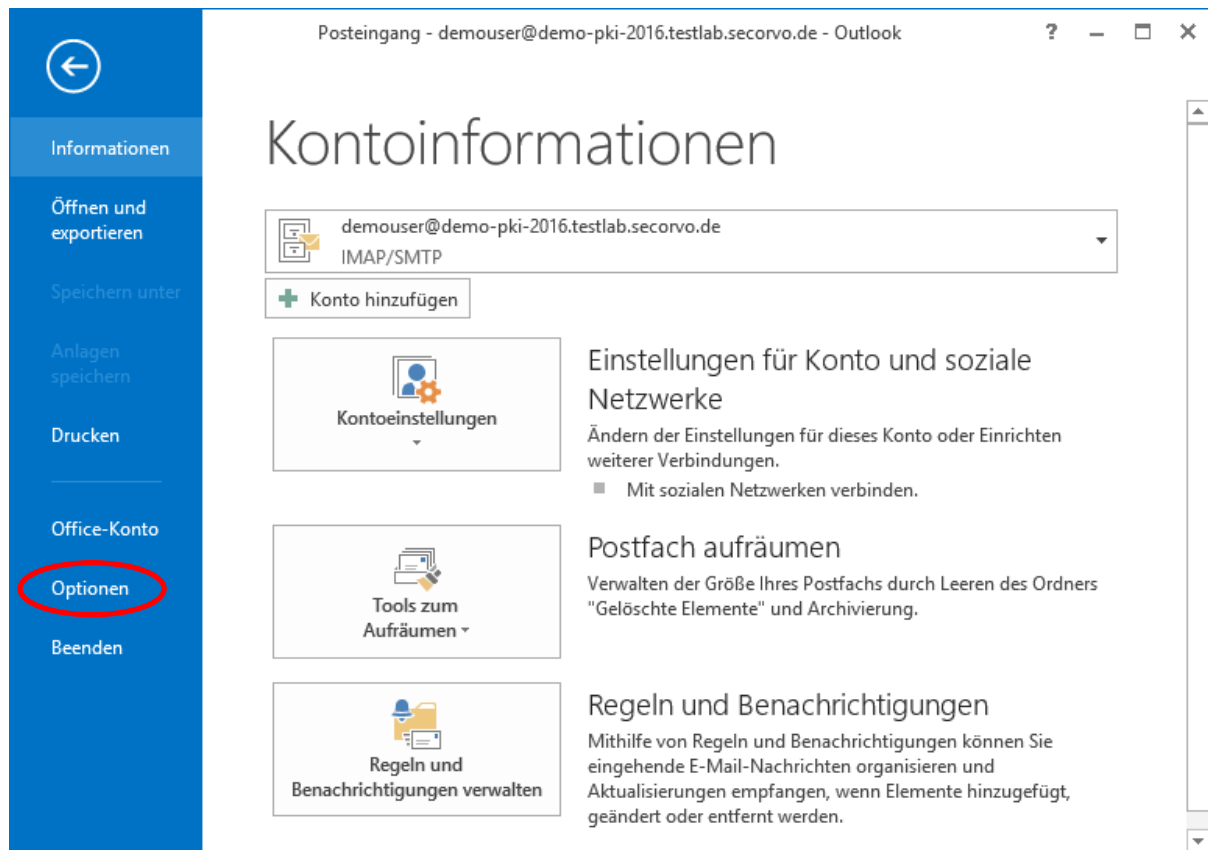 Posteingang - demouser@demo-pki-2016.testlab.secorvo.de - Outlook
?
Informationen
Öffnen und
exportieren
Speichern unter
Anlagen
speichern
Drucken
Office-Konto
Optionen
Beenden
Kontoinformationen
demouser@demo-pki-2016.testlab.secorvo.de
IMAP/SMTP
Konto hinzufügen
Kontoeinstellungen
Einstellungen für Konto und soziale
Netzwerke
Ändern der Einstellungen für dieses Konto oder Einrichten
weiterer Verbindungen.
Mit sozialen Netzwerken verbinden.
Tools zum
Aufräumen
Postfach aufräumen
Verwalten der Größe Ihres Postfachs durch Leeren des Ordners
"Gelöschte Elemente" und Archivierung.
Regeln und
Benachrichtigungen verwalten
Regeln und Benachrichtigungen
Mithilfe von Regeln und Benachrichtigungen können Sie
eingehende E-Mail-Nachrichten organisieren und
Aktualisierungen empfangen, wenn Elemente hinzugefügt,
geändert oder entfernt werden.